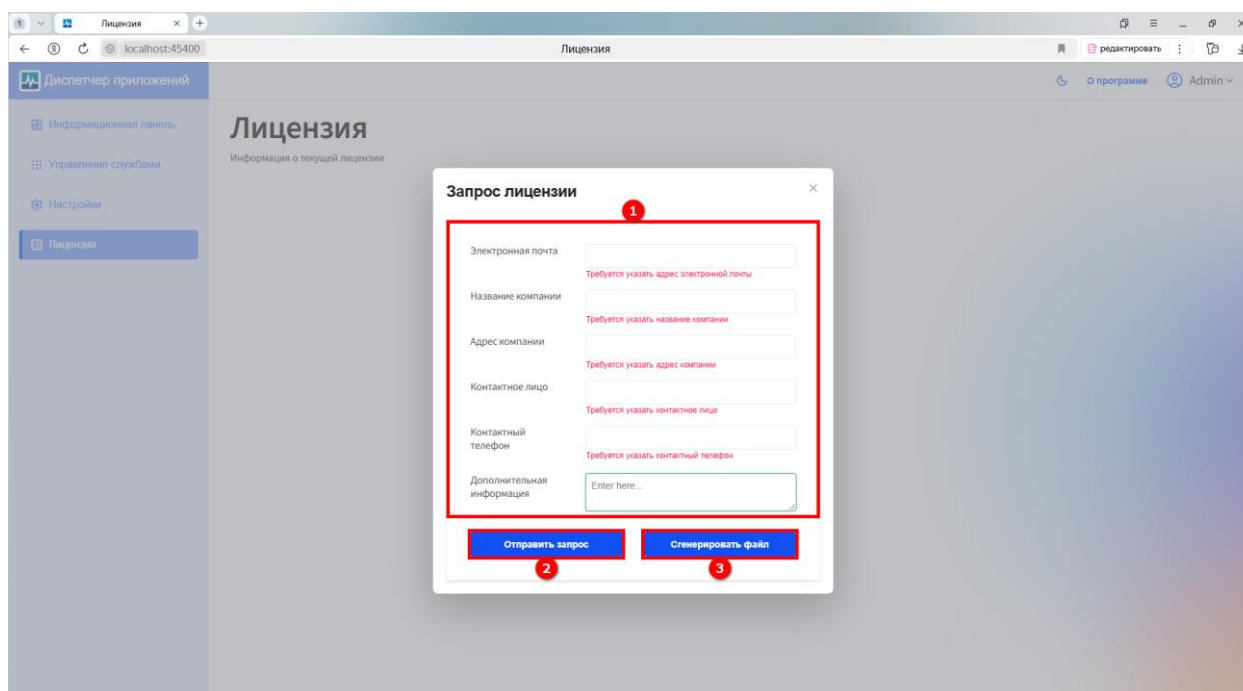 1
Лицензия
localhost:45400
Лицензия
редактировать
Диспетчер приложений
О программе
Admin
Информационная панель
Управление службами
Настройки
Лицензия
Лицензия
Информация о текущей лицензии
Запрос лицензии
1
Электронная почта
Требуется указать адрес электронной почты
Название компании
Требуется указать название компании
Адрес компании
Требуется указать адрес компании
Контактное лицо
Требуется указать контактное лицо
Контактный
телефон
Требуется указать контактный телефон
Дополнительная
информация
Enter here...
Отправить запрос
Сгенерировать файл
2
3